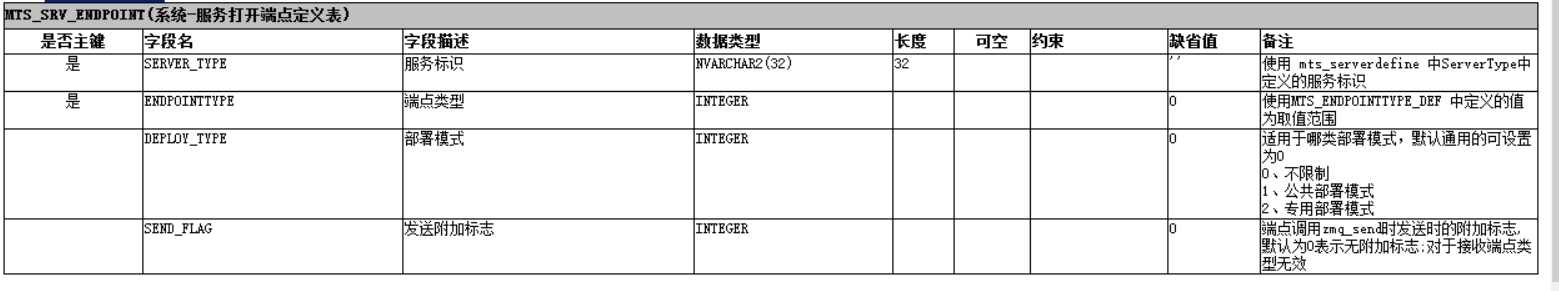 MTS_SRV_ENDPOINT(系统-服务打开端点定义表)
是否主键 字段名 字段描述 数据类型 长度 可空 约束 缺省值 备注
是 SERVER_TYPE 服务标识 NVARCHAR2(32) 32 '' 使用 mts_serverdefine 中ServerType中
定义的服务标识
是 ENDPOINTTYPE 端点类型 INTEGER 0 使用MTS_ENDPOINTTYPE_DEF 中定义的值
为取值范围
DEPLOY_TYPE 部署模式 INTEGER 0 适用于哪类部署模式，默认通用的可设置
为0
0、不限制
1、公共部署模式
2、专用部署模式
SEND_FLAG 发送附加标志 INTEGER 0 端点调用zmq_send时发送时的附加标志,
默认为0表示无附加标志;对于接收端点类
型无效